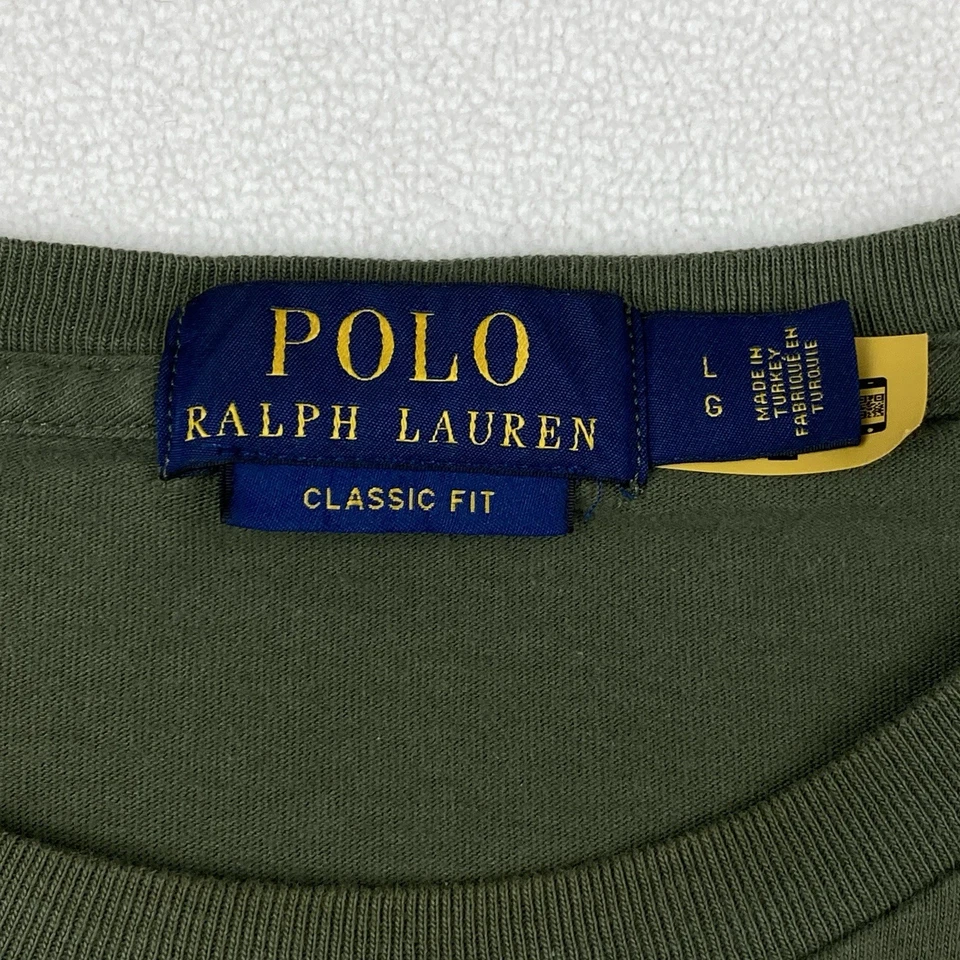 POLO
RALPH LAUREN
CLASSIC FIT
L
G
MADE IN
TURKEY
FABRIQUÉ EN
TURQUIE